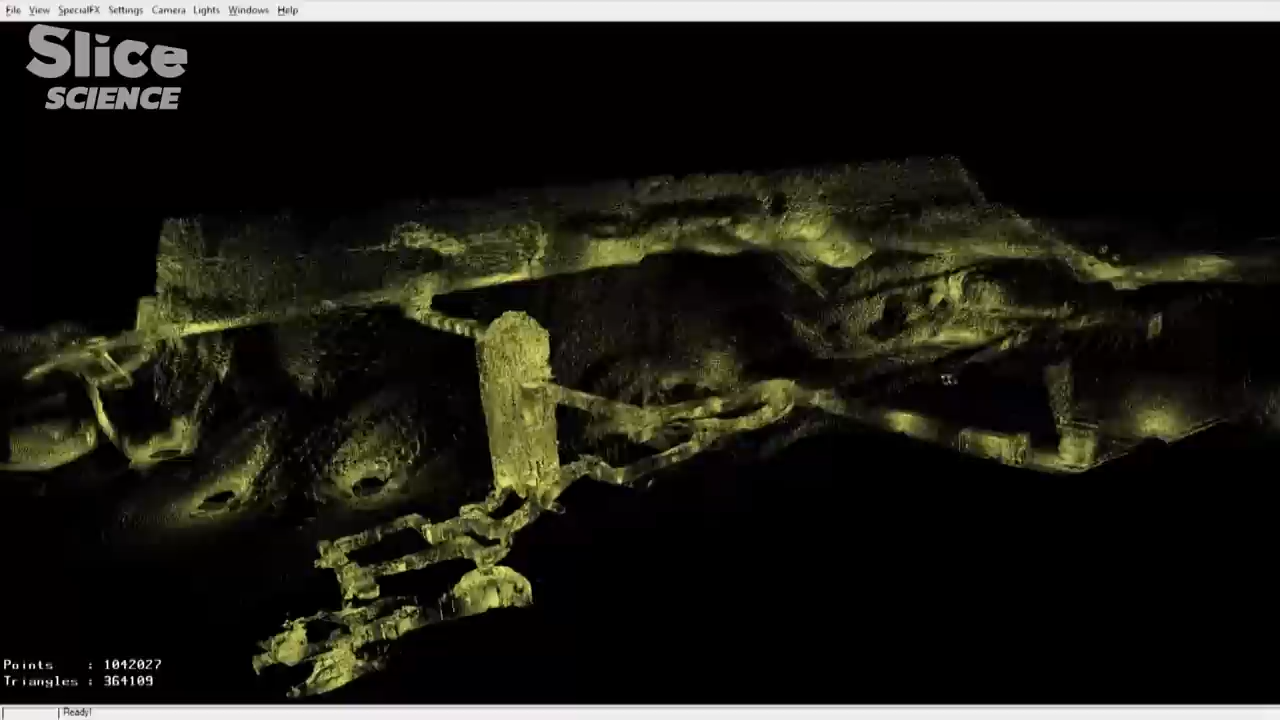 File View SpecialFX Settings Camera Lights Windows Help
Slice
SCIENCE
Points : 1042027
Triangles : 364109
Ready!